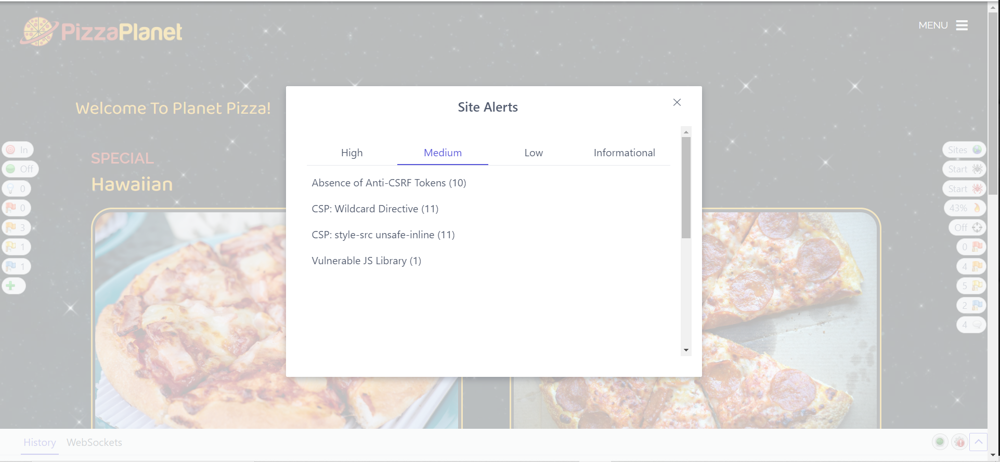 PizzaPlanet
MENU
Welcome To Planet Pizza!
SPECIAL
Hawaiian
In
Off
0
0
3
1
1
Site Alerts
High Medium Low Informational
Absence of Anti-CSRF Tokens (10)
CSP: Wildcard Directive (11)
CSP: style-src unsafe-inline (11)
Vulnerable JS Library (1)
Sites
Start
Start
43%
Off
0
4
5
2
4
History WebSockets